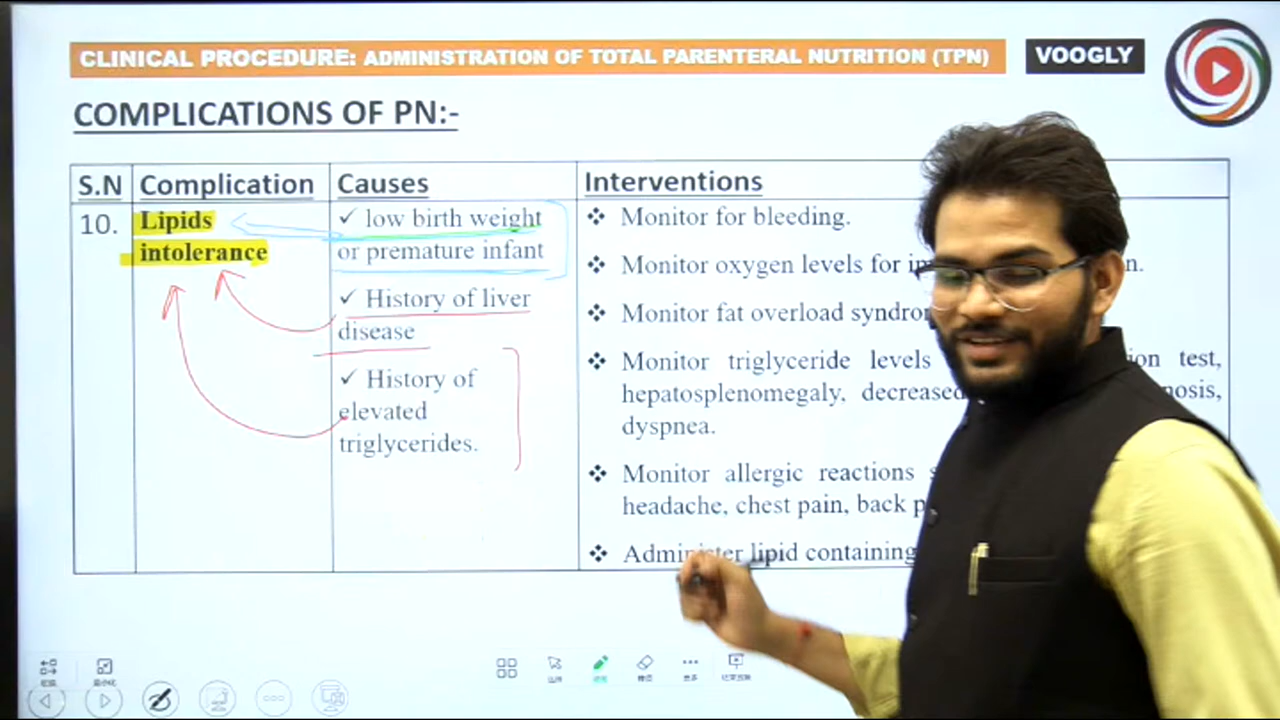 CLINICAL PROCEDURE: ADMINISTRATION OF TOTAL PARENTERAL NUTRITION (TPN)
VOOGLY
COMPLICATIONS OF PN:-
S.N
Complication
Causes
Interventions
10.
Lipids
intolerance
✓ low birth weight
or premature infant
✓ History of liver
disease
✓ History of
elevated
triglycerides.
❖ Monitor for bleeding.
❖ Monitor oxygen levels for
❖ Monitor fat overload
❖ Monitor triglyceride levels test,
hepatosplenomegaly, decreased
dyspnea.
❖ Monitor allergic reactions
headache, chest pain, back
❖ Administer lipid containing